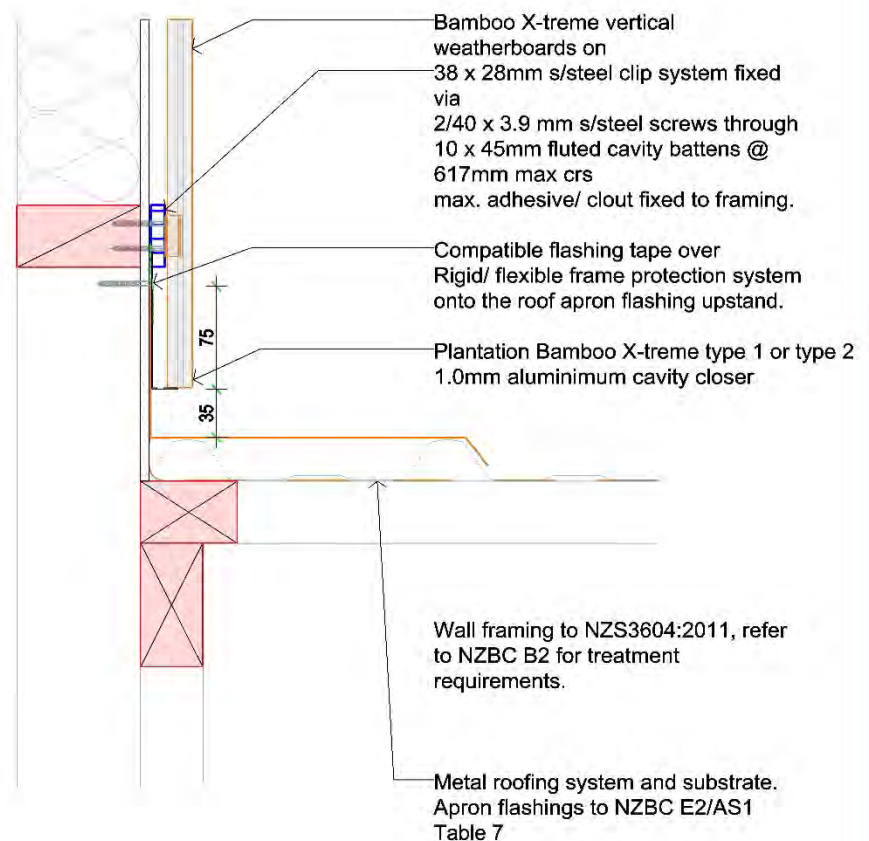 Bamboo X-treme vertical
weatherboards on
38 x 28mm s/steel clip system fixed
via
2/40 x 3.9 mm s/steel screws through
10 x 45mm fluted cavity battens @
617mm max crs
max. adhesive/ clout fixed to framing.
Compatible flashing tape over
Rigid/ flexible frame protection system
onto the roof apron flashing upstand.
75
Plantation Bamboo X-treme type 1 or type 2
1.0mm aluminimum cavity closer
35
Wall framing to NZS3604:2011, refer
to NZBC B2 for treatment
requirements.
Metal roofing system and substrate.
Apron flashings to NZBC E2/AS1
Table 7